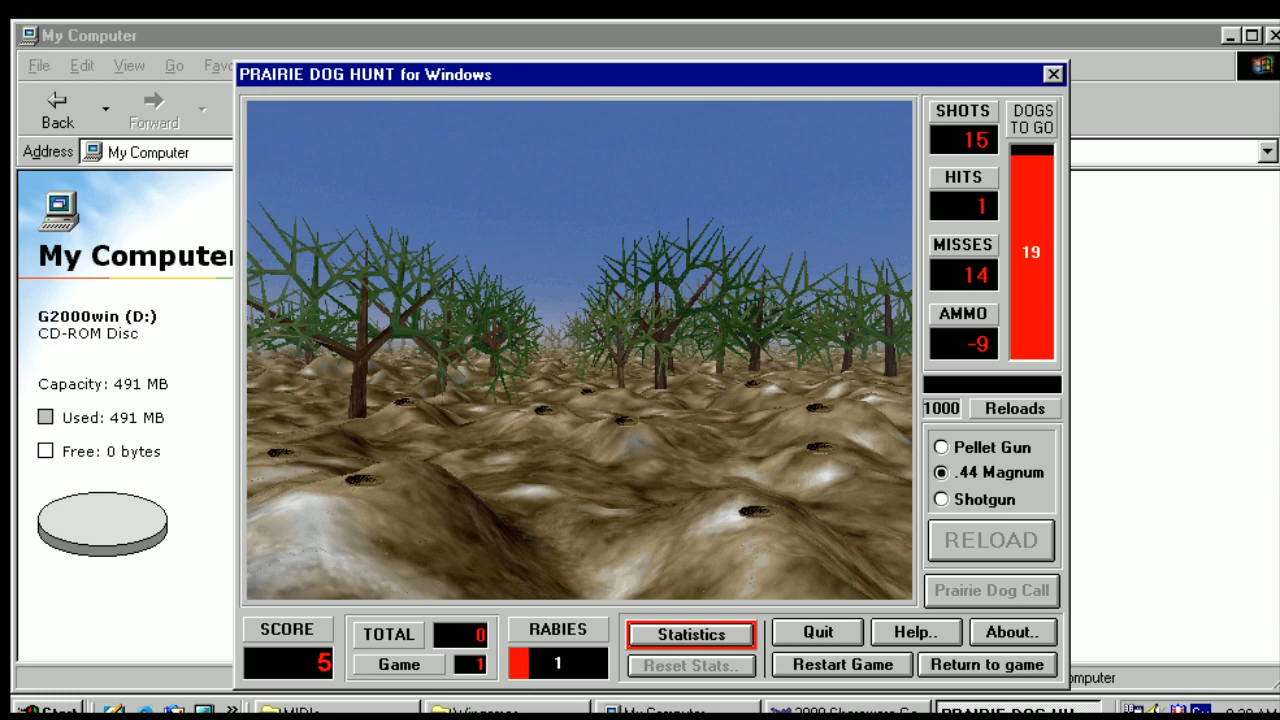 My Computer
File Edit View Go
Back
Forward
Address My Computer
My Computer
G2000win (D:)
CD-ROM Disc
Capacity: 491 MB
Used: 491 MB
Free: 0 bytes
PRAIRIE DOG HUNT for Windows
SHOTS
15
HITS
1
MISSES
14
AMMO
-9
DOGS
TO GO
19
1000 Reloads
Pellet Gun
.44 Magnum
Shotgun
RELOAD
Prairie Dog Call
SCORE
5
TOTAL 0
Game 1
RABIES
1
Statistics
Reset Stats..
Quit Help.. About..
Restart Game Return to game